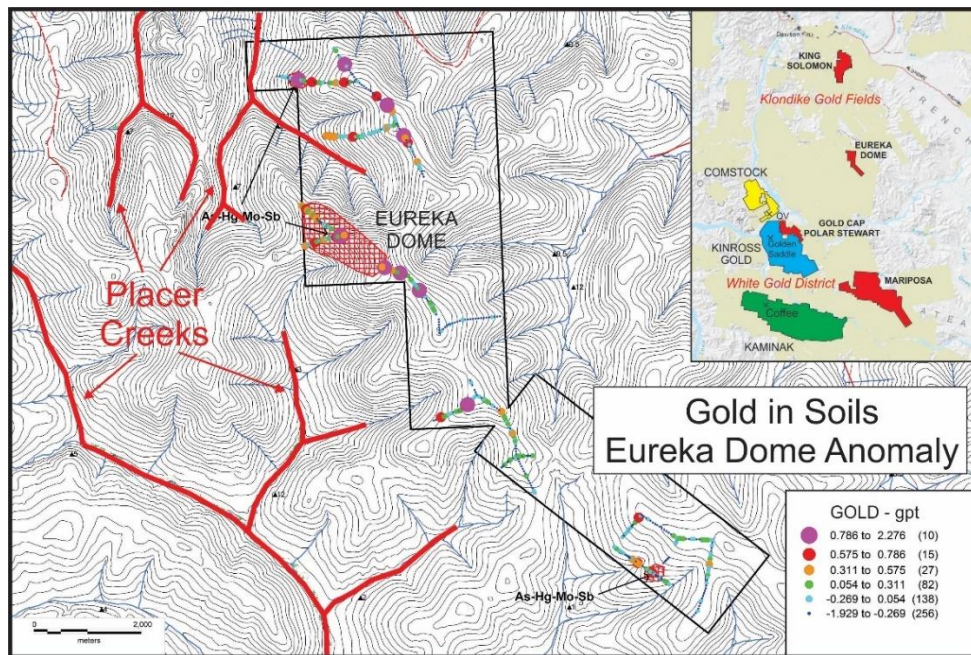 As-Hg-Mo-Sb
EUREKA
DOME
Placer
Creeks
As-Hg-Mo-Sb
0 2,000
meters
KING
SOLOMON
Klondike Gold Fields
EUREKA
DOME
COMSTOCK
QV
GOLD CAP
POLAR STEWART
KINROSS
GOLD
Golden
Saddle
White Gold District
MARIPOSA
Coffee
KAMINAK
Gold in Soils
Eureka Dome Anomaly
GOLD - gpt
0.786 to 2.276 (10)
0.575 to 0.786 (15)
0.311 to 0.575 (27)
0.054 to 0.311 (82)
-0.269 to 0.054 (138)
-1.929 to -0.269 (256)